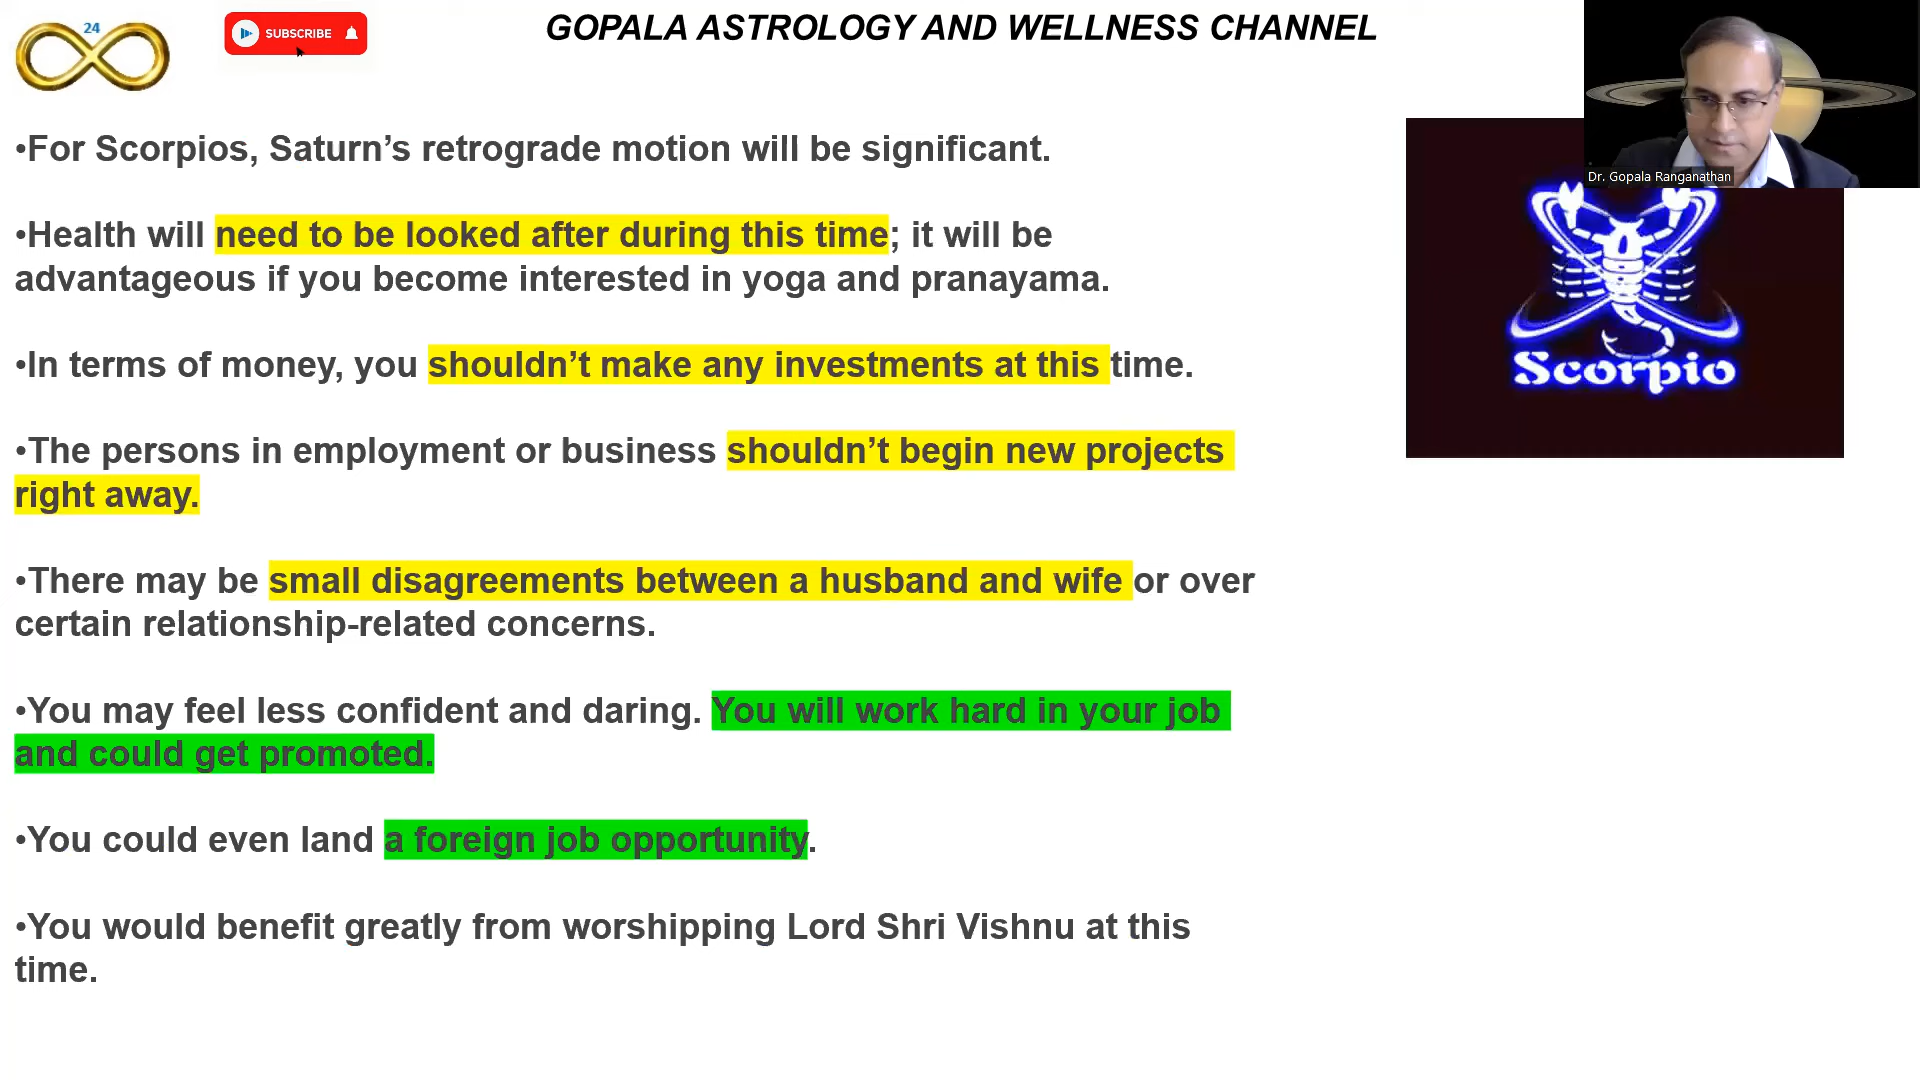 24
SUBSCRIBE
GOPALA ASTROLOGY AND WELLNESS CHANNEL
Dr. Gopala Ranganathan
•For Scorpios, Saturn’s retrograde motion will be significant.
•Health will need to be looked after during this time; it will be
advantageous if you become interested in yoga and pranayama.
•In terms of money, you shouldn’t make any investments at this time.
•The persons in employment or business shouldn’t begin new projects
right away.
•There may be small disagreements between a husband and wife or over
certain relationship-related concerns.
•You may feel less confident and daring. You will work hard in your job
and could get promoted.
•You could even land a foreign job opportunity.
•You would benefit greatly from worshipping Lord Shri Vishnu at this
time.
Scorpio